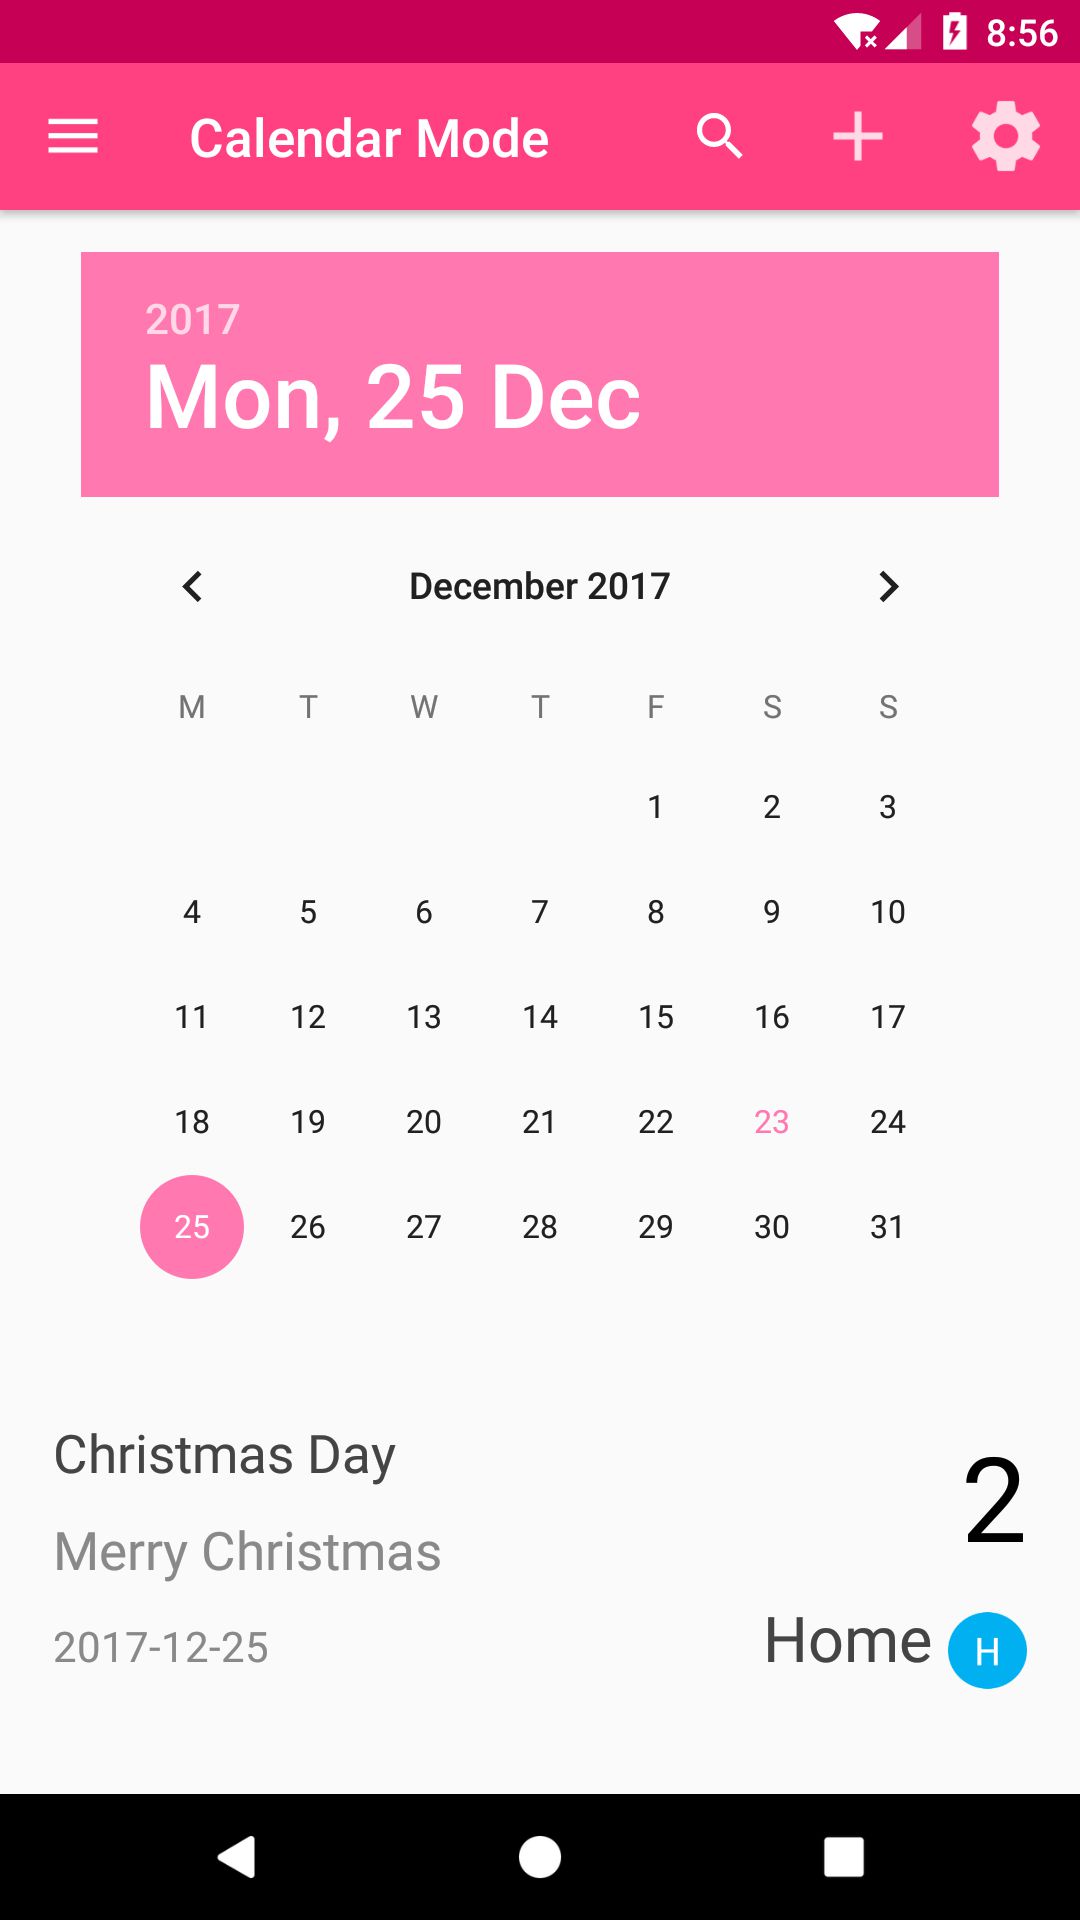 8:56
Calendar Mode
2017
Mon, 25 Dec
December 2017
M T W T F S S
1 2 3
4 5 6 7 8 9 10
11 12 13 14 15 16 17
18 19 20 21 22 23 24
25 26 27 28 29 30 31
Christmas Day
2
Merry Christmas
2017-12-25
Home H